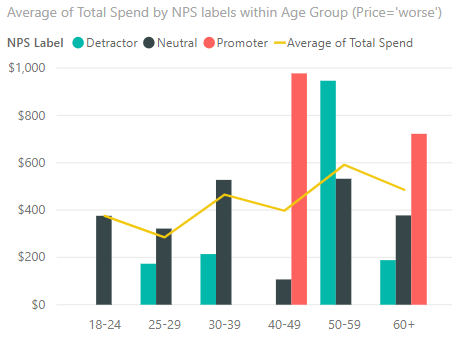 Average of Total Spend by NPS labels within Age Group (Price='worse')
NPS Label Detractor Neutral Promoter Average of Total Spend
$1,000
$800
$600
$400
$200
$0
18-24 25-29 30-39 40-49 50-59 60+